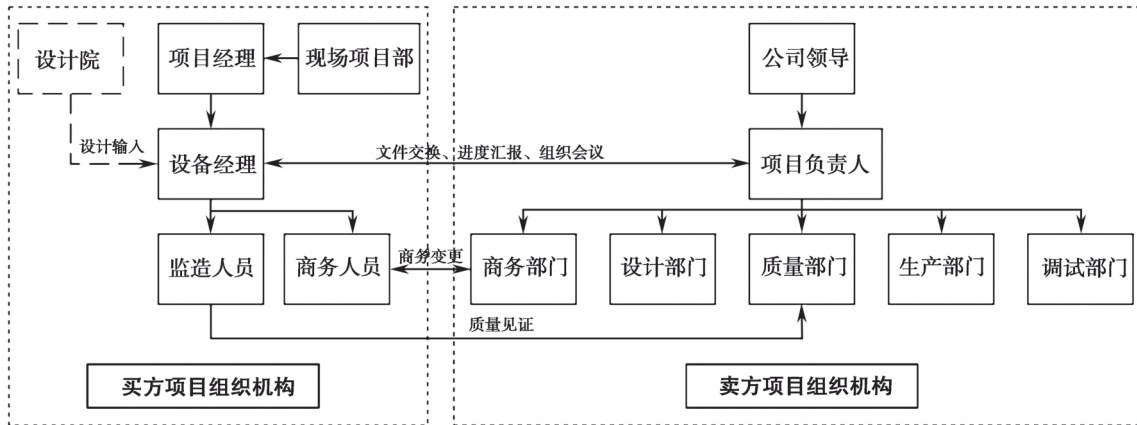 设计院
项目经理
现场项目部
公司领导
设计输入
设备经理
文件交换、进度汇报、组织会议
项目负责人
监造人员
商务人员
商务变更
商务部门
设计部门
质量部门
生产部门
调试部门
质量见证
买方项目组织机构
卖方项目组织机构